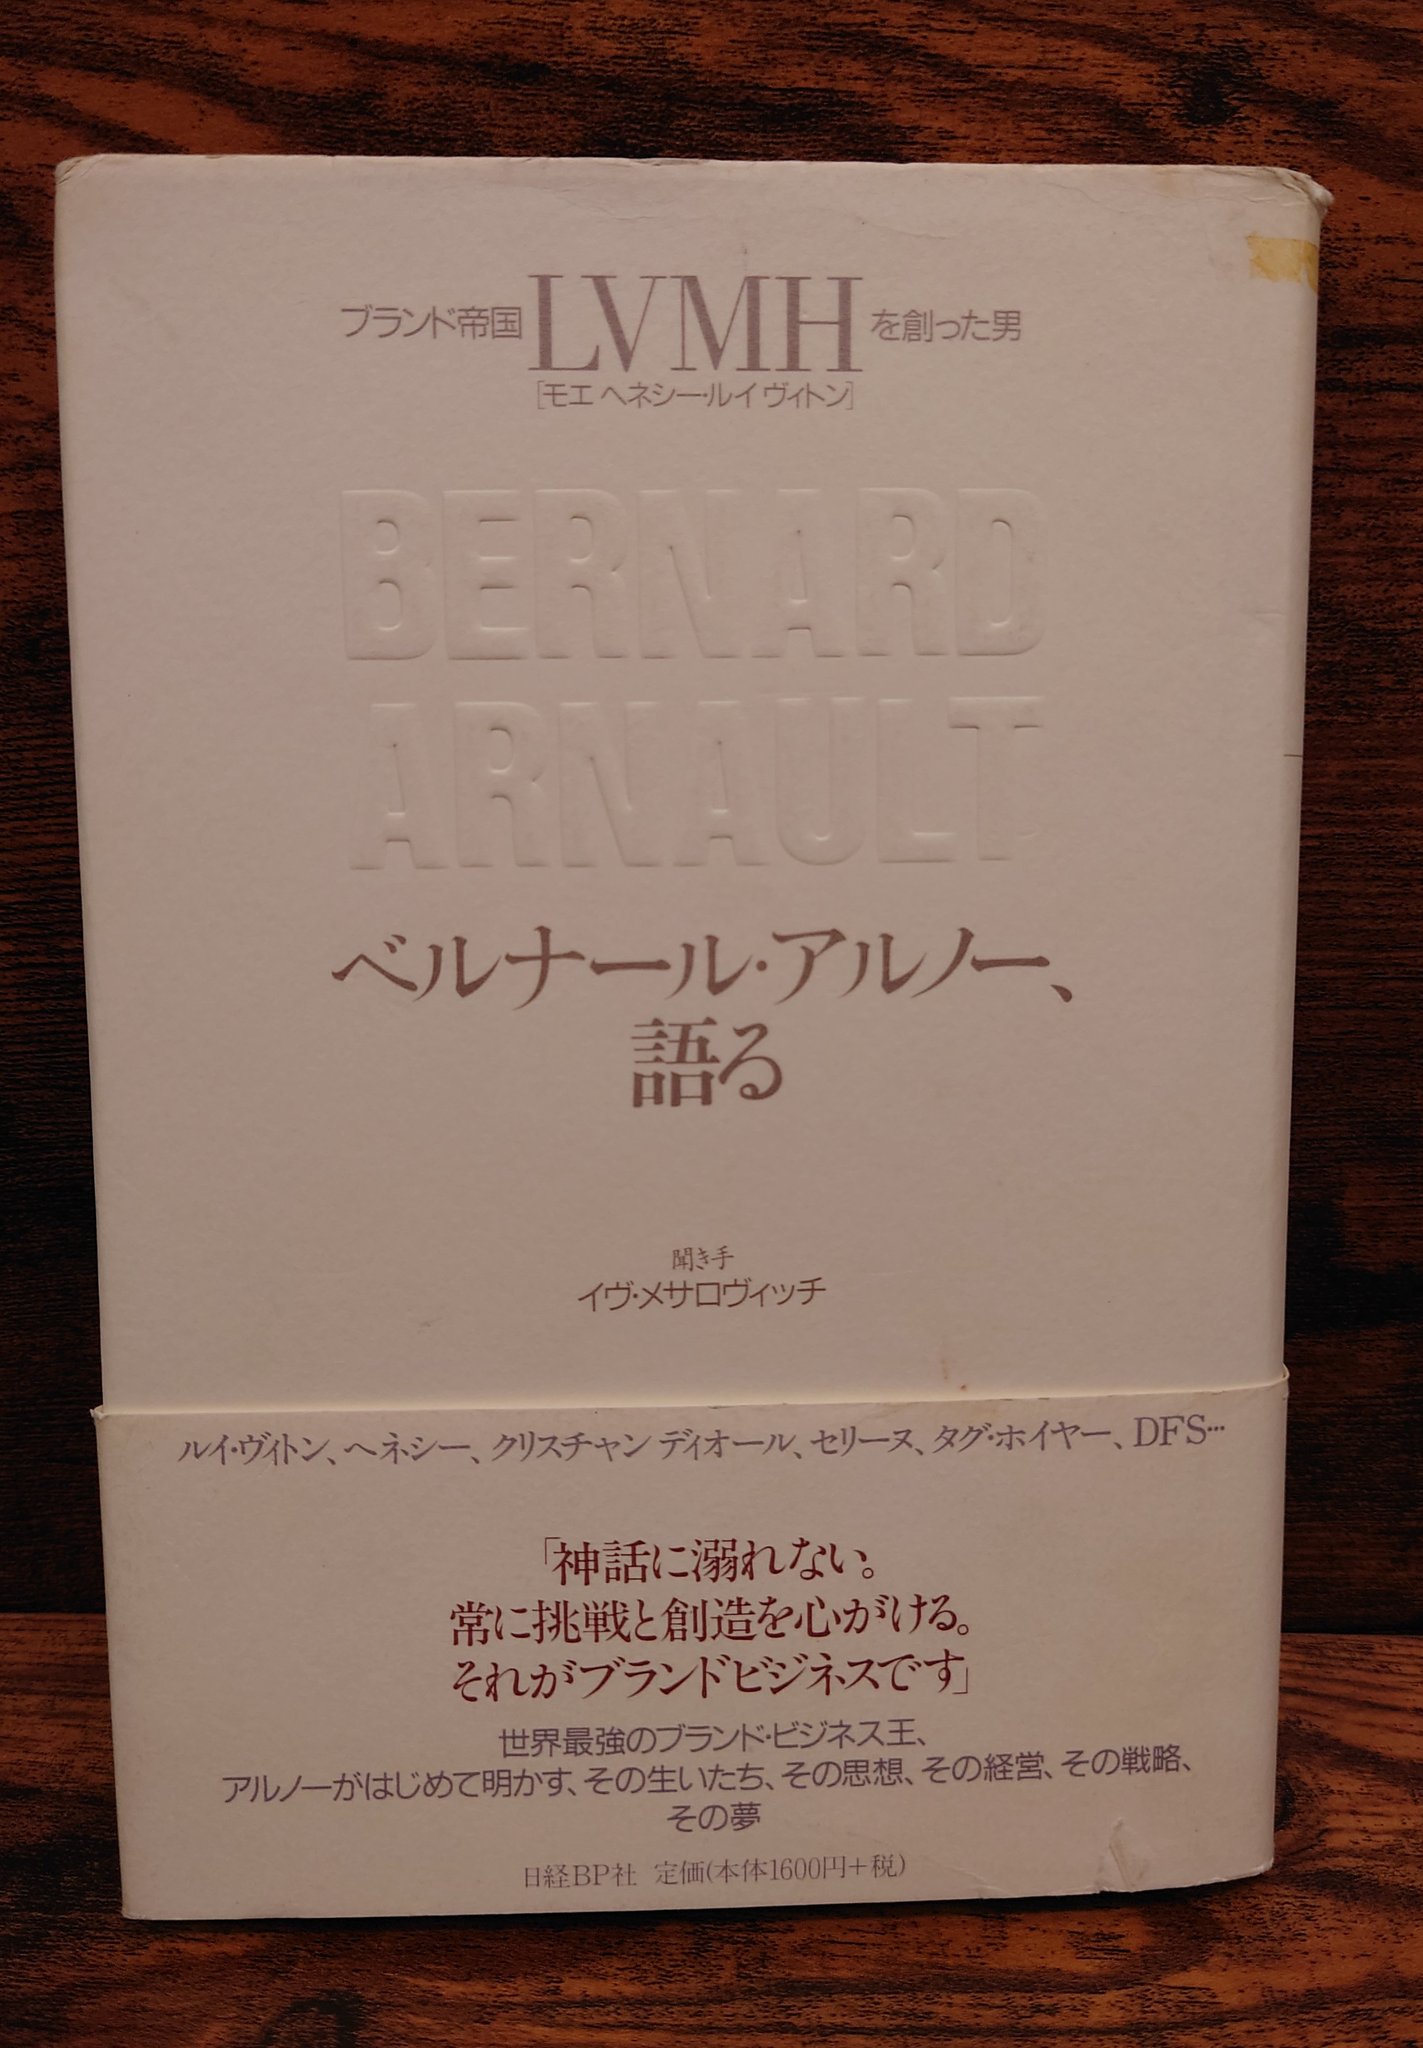 ブランド帝国LVMHを創った男
[モエ ヘネシー・ルイ ヴィトン]
BERNARD
ARNAULT
ベルナール・アルノー、
語る
聞き手
イヴ・メサロヴィッチ
ルイ・ヴィトン、ヘネシー、クリスチャン ディオール、セリーヌ、タグ・ホイヤー、DFS…
「神話に溺れない。
常に挑戦と創造を心がける。
それがブランドビジネスです」
世界最強のブランド・ビジネス王、
アルノーがはじめて明かす、その生いたち、その思想、その経営、その戦略、
その夢
日経BP社 定価(本体1600円+税)